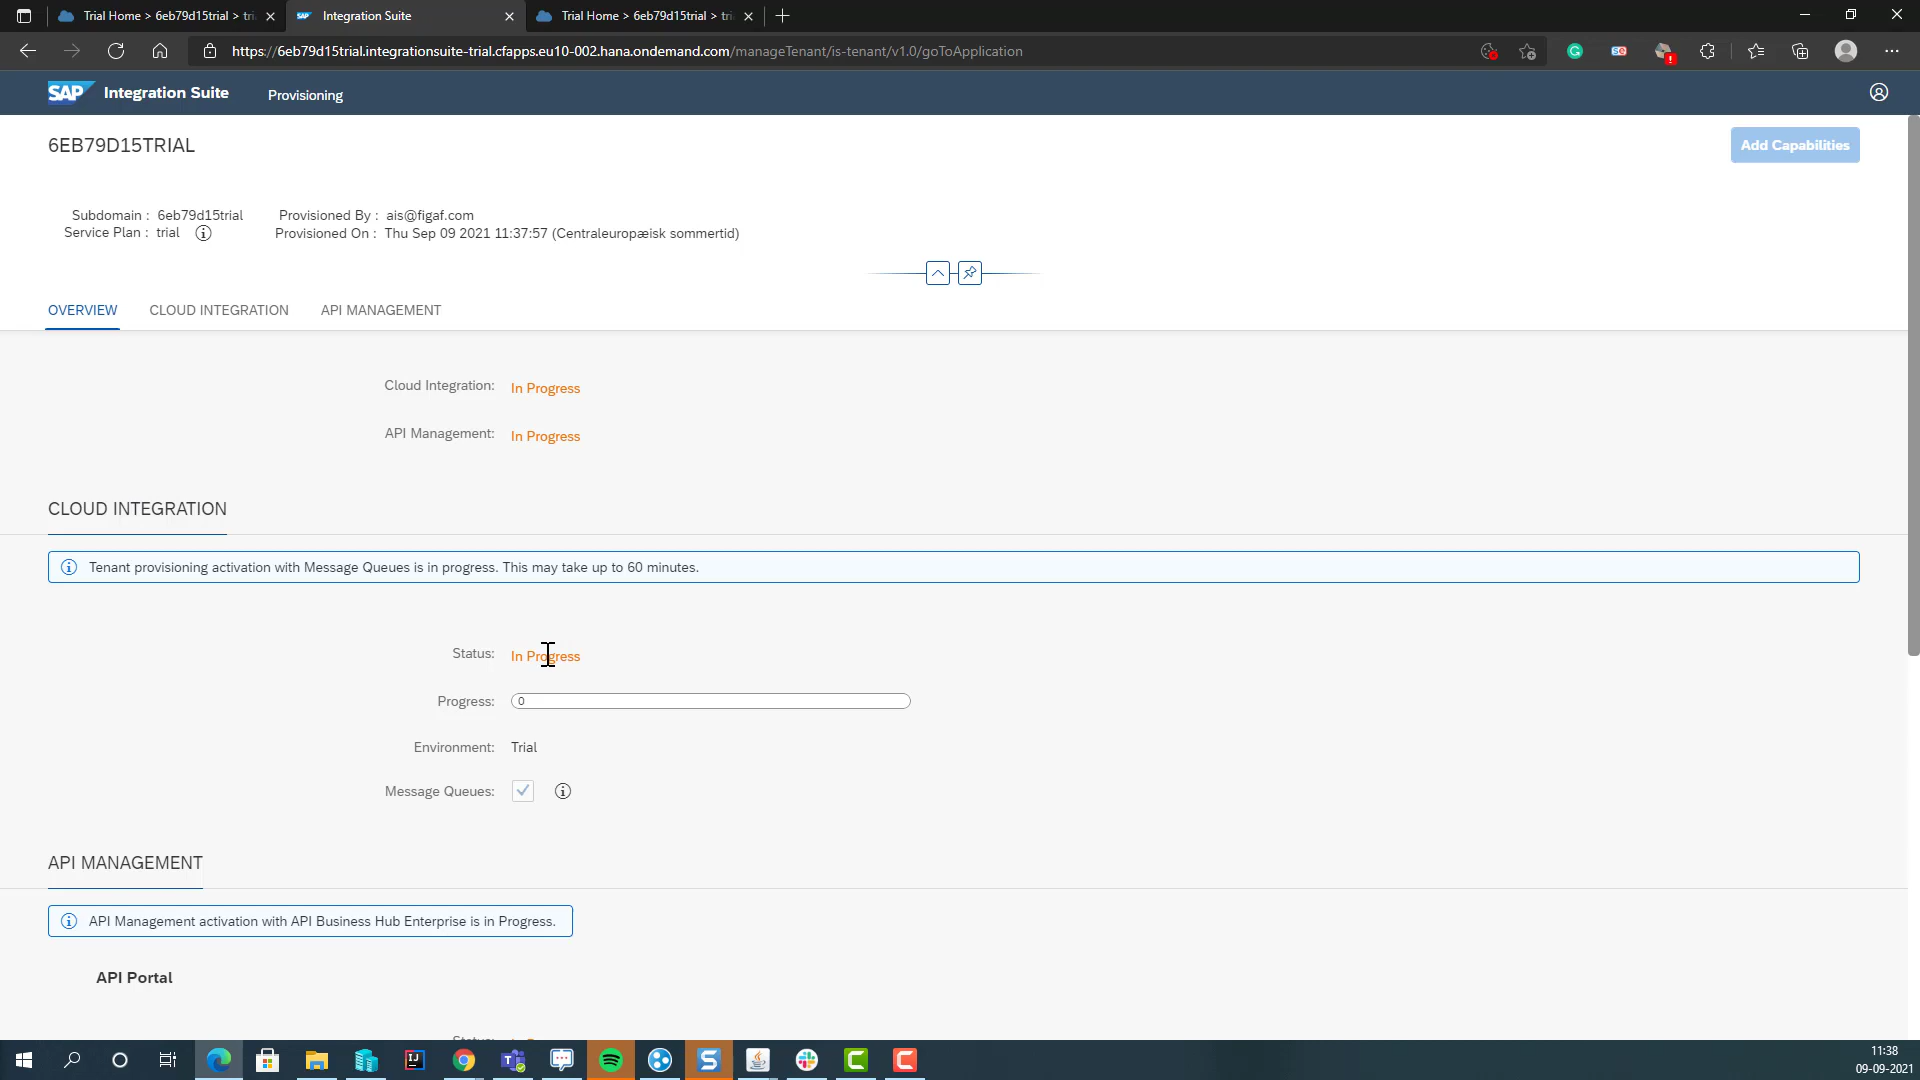 Trial Home > 6eb79d15trial > tri
Integration Suite
Trial Home > 6eb79d15trial > tri
https://6eb79d15trial.integrationsuite-trial.cfapps.eu10-002.hana.ondemand.com/manageTenant/is-tenant/v1.0/goToApplication
SAP Integration Suite Provisioning
6EB79D15TRIAL
Add Capabilities
Subdomain : 6eb79d15trial Provisioned By : ais@figaf.com
Service Plan : trial Provisioned On : Thu Sep 09 2021 11:37:57 (Centraleuropæisk sommertid)
OVERVIEW CLOUD INTEGRATION API MANAGEMENT
Cloud Integration: In Progress
API Management: In Progress
CLOUD INTEGRATION
Tenant provisioning activation with Message Queues is in progress. This may take up to 60 minutes.
Status: In Progress
Progress: 0
Environment: Trial
Message Queues:
API MANAGEMENT
API Management activation with API Business Hub Enterprise is in Progress.
API Portal
11:38
09-09-2021